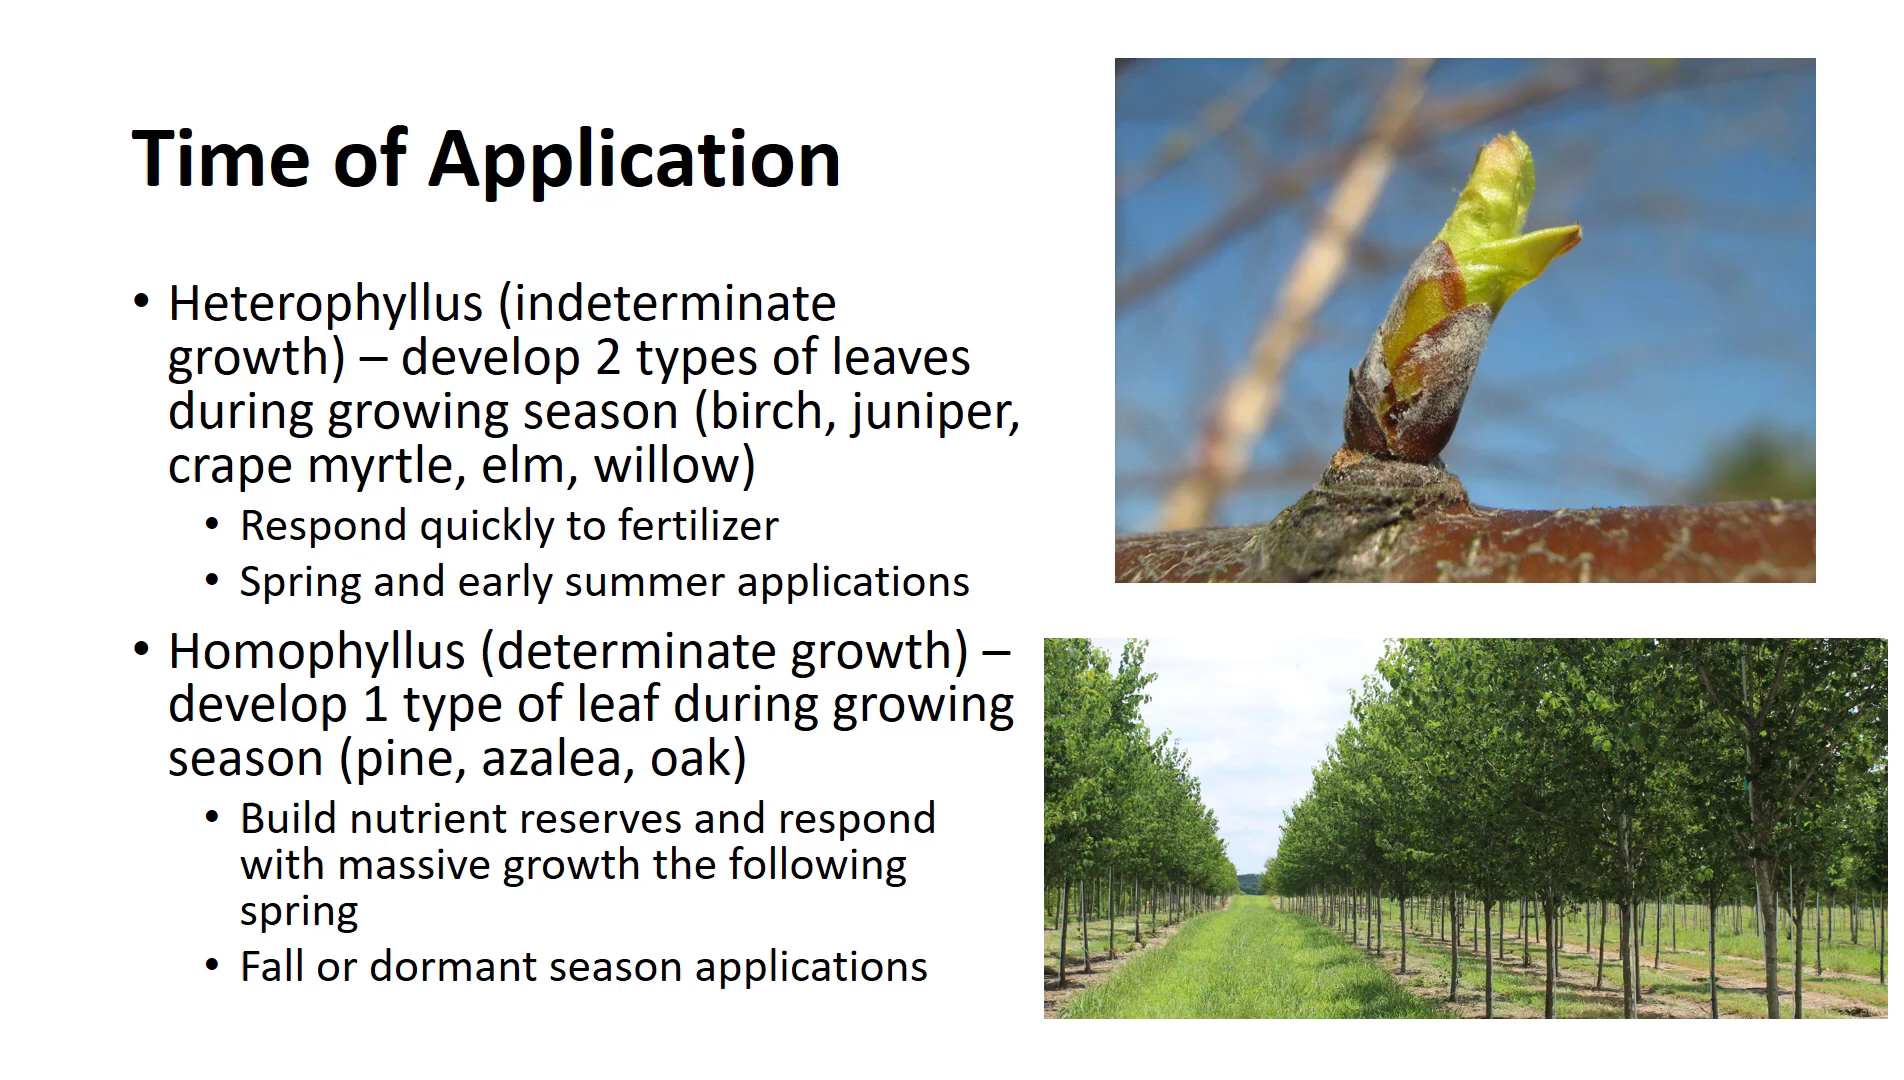 Time of Application
• Heterophyllus (indeterminate
growth) – develop 2 types of leaves
during growing season (birch, juniper,
crape myrtle, elm, willow)
• Respond quickly to fertilizer
• Spring and early summer applications
• Homophyllus (determinate growth) –
develop 1 type of leaf during growing
season (pine, azalea, oak)
• Build nutrient reserves and respond
with massive growth the following
spring
• Fall or dormant season applications